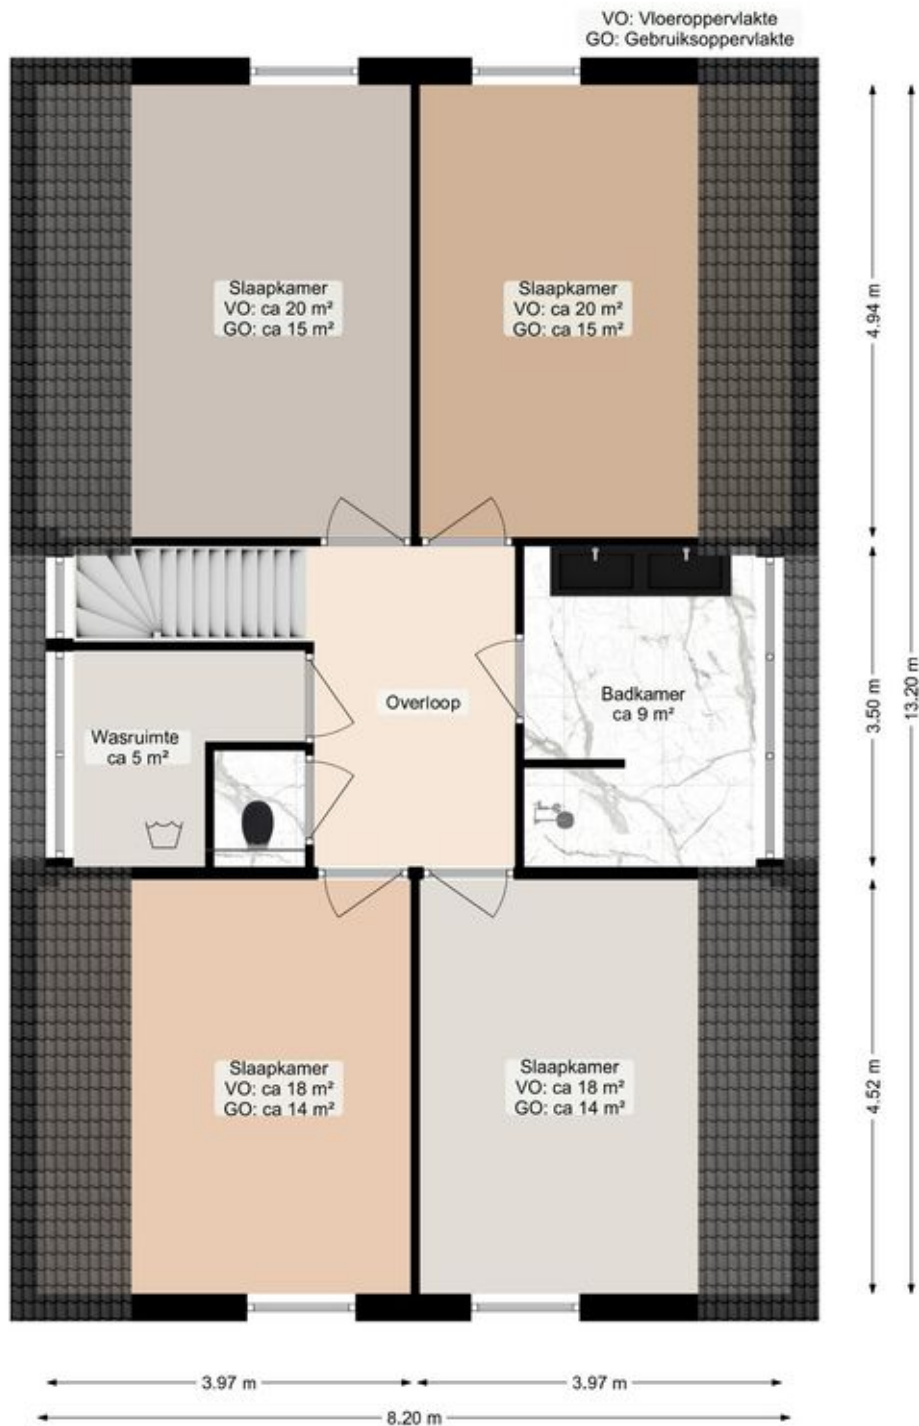 VO: Vloeroppervlakte
GO: Gebruiksoppervlakte
Slaapkamer
VO: ca 20 m²
GO: ca 15 m²
Slaapkamer
VO: ca 20 m²
GO: ca 15 m²
4.94 m
Overloop
Badkamer
ca 9 m²
Wasruimte
ca 5 m²
3.50 m
13.20 m
Slaapkamer
VO: ca 18 m²
GO: ca 14 m²
Slaapkamer
VO: ca 18 m²
GO: ca 14 m²
4.52 m
3.97 m
3.97 m
8.20 m